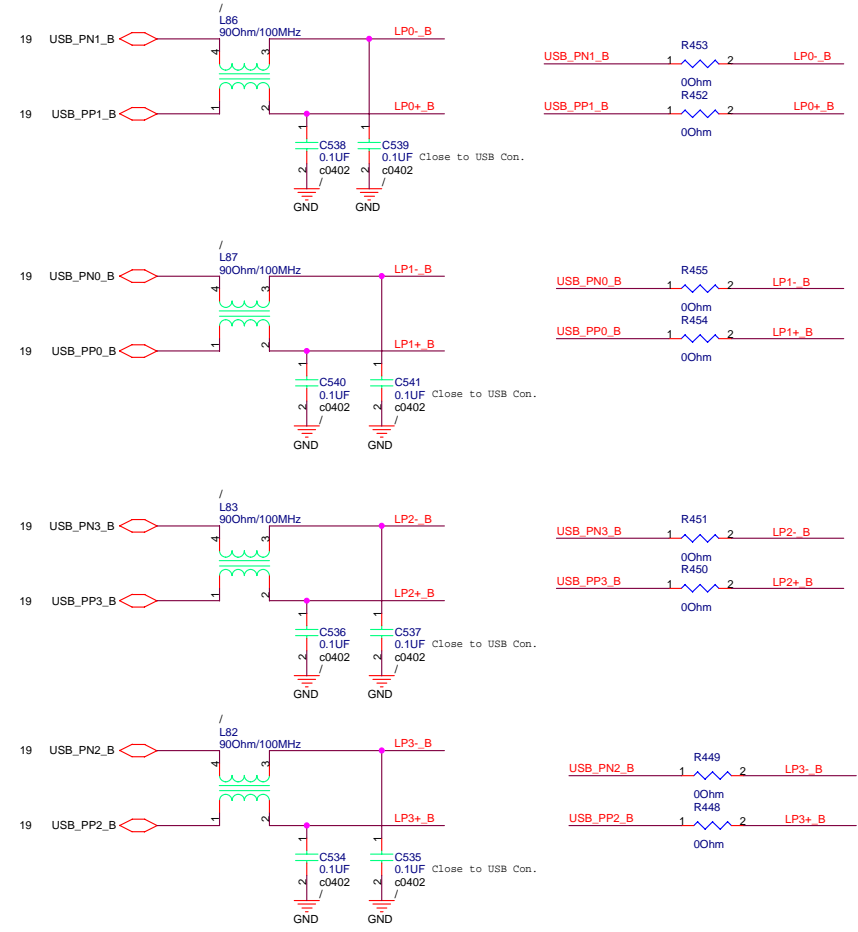 /
L86
90Ohm/100MHz
19 USB_PN1_B 4 3 LP0-_B
19 USB_PP1_B 1 2 LP0+_B
1 1
C538 C539
0.1UF 0.1UF Close to USB Con.
2 c0402 2 c0402
/ /
GND GND
R453
USB_PN1_B 1 2 LP0-_B
0Ohm
R452
USB_PP1_B 1 2 LP0+_B
0Ohm
/
L87
90Ohm/100MHz
19 USB_PN0_B 4 3 LP1-_B
19 USB_PP0_B 1 2 LP1+_B
1 1
C540 C541
0.1UF 0.1UF Close to USB Con.
2 c0402 2 c0402
/ /
GND GND
R455
USB_PN0_B 1 2 LP1-_B
0Ohm
R454
USB_PP0_B 1 2 LP1+_B
0Ohm
/
L83
90Ohm/100MHz
19 USB_PN3_B 4 3 LP2-_B
19 USB_PP3_B 1 2 LP2+_B
1 1
C536 C537
0.1UF 0.1UF Close to USB Con.
2 c0402 2 c0402
/ /
GND GND
R451
USB_PN3_B 1 2 LP2-_B
0Ohm
R450
USB_PP3_B 1 2 LP2+_B
0Ohm
/
L82
90Ohm/100MHz
19 USB_PN2_B 4 3 LP3-_B
19 USB_PP2_B 1 2 LP3+_B
1 1
C534 C535
0.1UF 0.1UF Close to USB Con.
2 c0402 2 c0402
/ /
GND GND
R449
USB_PN2_B 1 2 LP3-_B
0Ohm
R448
USB_PP2_B 1 2 LP3+_B
0Ohm